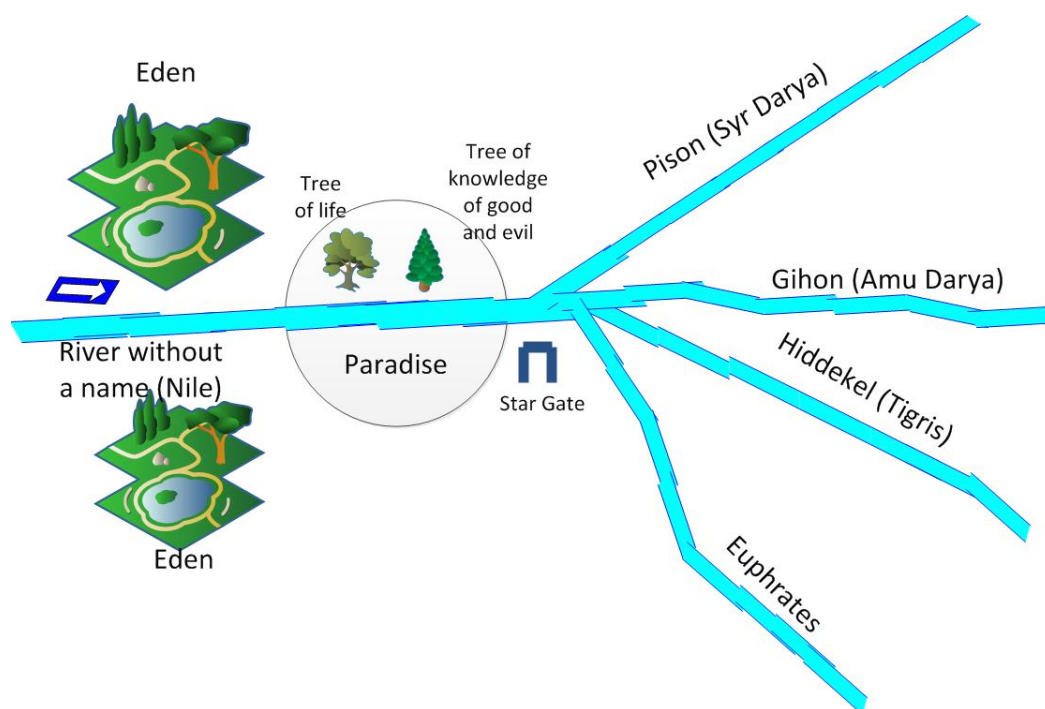 Eden
Pison (Syr Darya)
Tree of
knowledge
of good
and evil
Tree
of life
Gihon (Amu Darya)
River without
a name (Nile)
Paradise
Hiddekel (Tigris)
Star Gate
Euphrates
Eden